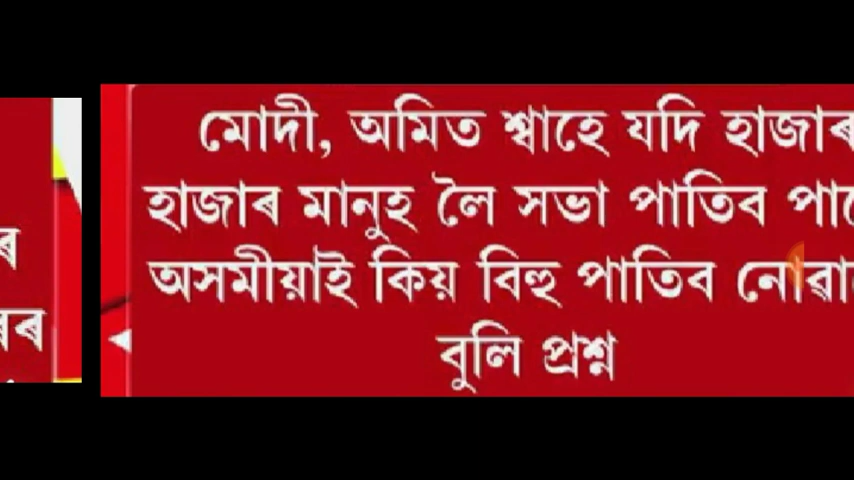 মোদী, অমিত শ্বাহে যদি হাজাৰ
হাজাৰ মানুহ লৈ সভা পাতিব
অসমীয়াই কিয় বিহু পাতিব
বুলি প্ৰশ্ন